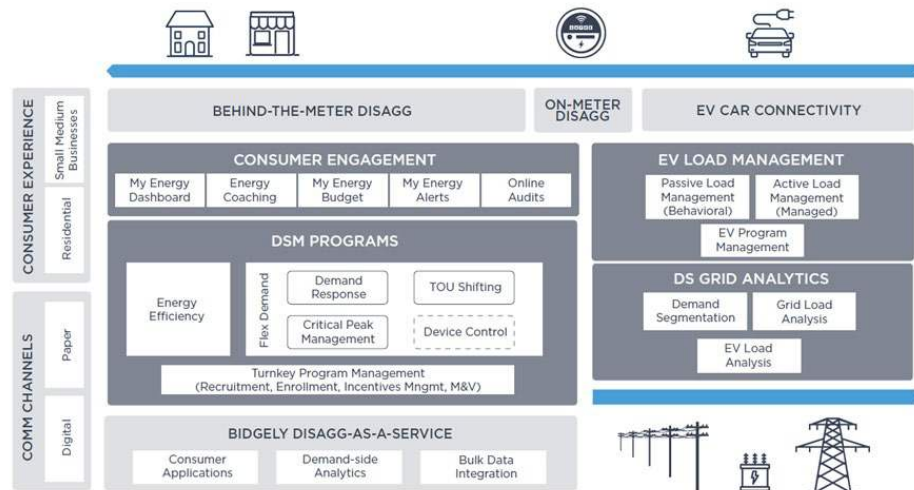 BEHIND-THE-METER DISAGG
ON-METER
DISAGG
EV CAR CONNECTIVITY
CONSUMER EXPERIENCE
Small Medium
Businesses
Residential
CONSUMER ENGAGEMENT
My Energy
Dashboard
Energy
Coaching
My Energy
Budget
My Energy
Alerts
Online
Audits
EV LOAD MANAGEMENT
Passive Load
Management
(Behavioral)
Active Load
Management
(Managed)
EV Program
Management
DSM PROGRAMS
Energy
Efficiency
Flex Demand
Demand
Response
TOU Shifting
Critical Peak
Management
Device Control
Turnkey Program Management
(Recruitment, Enrollment, Incentives Mngmt, M&V)
DS GRID ANALYTICS
Demand
Segmentation
Grid Load
Analysis
EV Load
Analysis
COMM CHANNELS
Paper
Digital
BIDGELY DISAGG-AS-A-SERVICE
Consumer
Applications
Demand-side
Analytics
Bulk Data
Integration